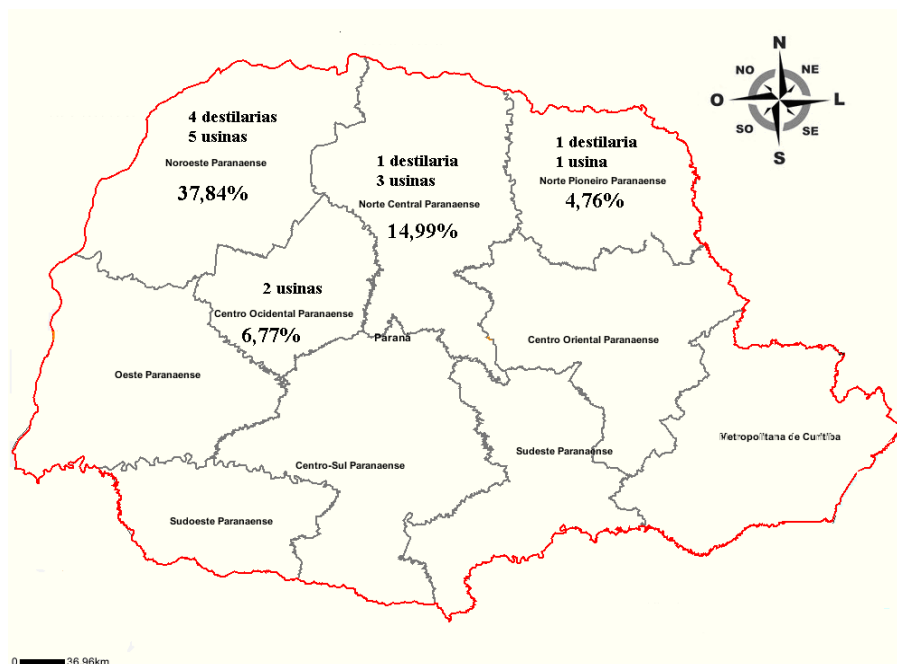 N
NO
NE
O
L
SO
SE
S
4 destilarias
5 usinas
Noroeste Paranaense
37,84%
1 destilaria
3 usinas
Norte Central Paranaense
14,99%
1 destilaria
1 usina
Norte Pioneiro Paranaense
4,76%
2 usinas
Centro Ocidental Paranaense
6,77%
Paraná
Centro Oriental Paranaense
Oeste Paranaense
Metropolitana de Curitiba
Sudeste Paranaense
Centro-Sul Paranaense
Sudoeste Paranaense
0 36,96km